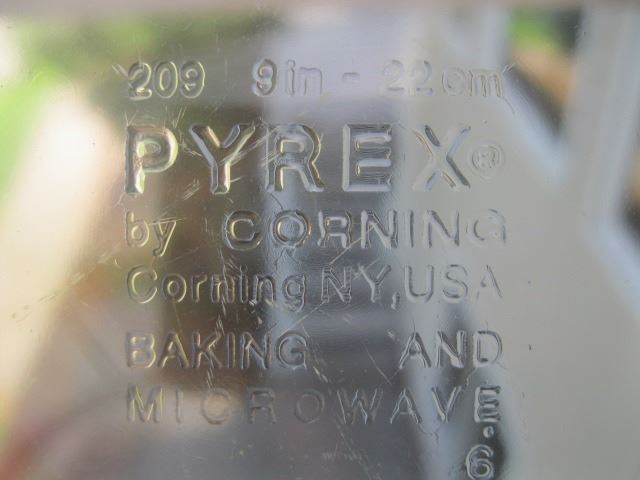 209 9in - 22cm
PYREX®
by CORNING
Corning NY, USA
BAKING AND
MICROWAVE.
6